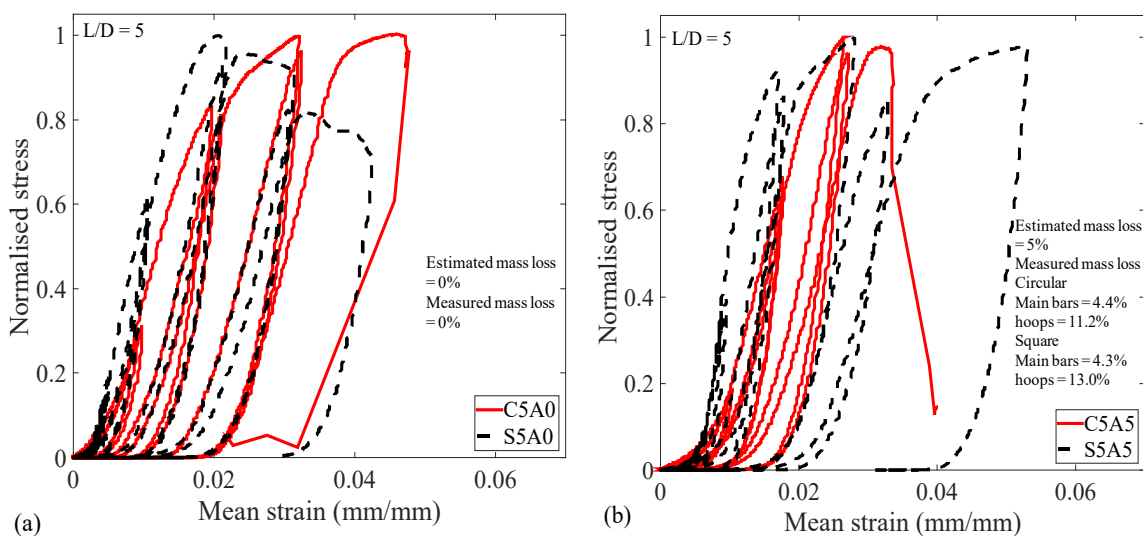 L/D = 5
1
0.8
0.6
0.4
0.2
0
Normalised stress
Estimated mass loss
= 0%
Measured mass loss
= 0%
C5A0
S5A0
0
0.02
0.04
0.06
Mean strain (mm/mm)
(a)
L/D = 5
1
0.8
0.6
0.4
0.2
0
Normalised stress
Estimated mass loss
= 5%
Measured mass loss
Circular
Main bars = 4.4%
hoops = 11.2%
Square
Main bars = 4.3%
hoops = 13.0%
C5A5
S5A5
0
0.02
0.04
0.06
Mean strain (mm/mm)
(b)